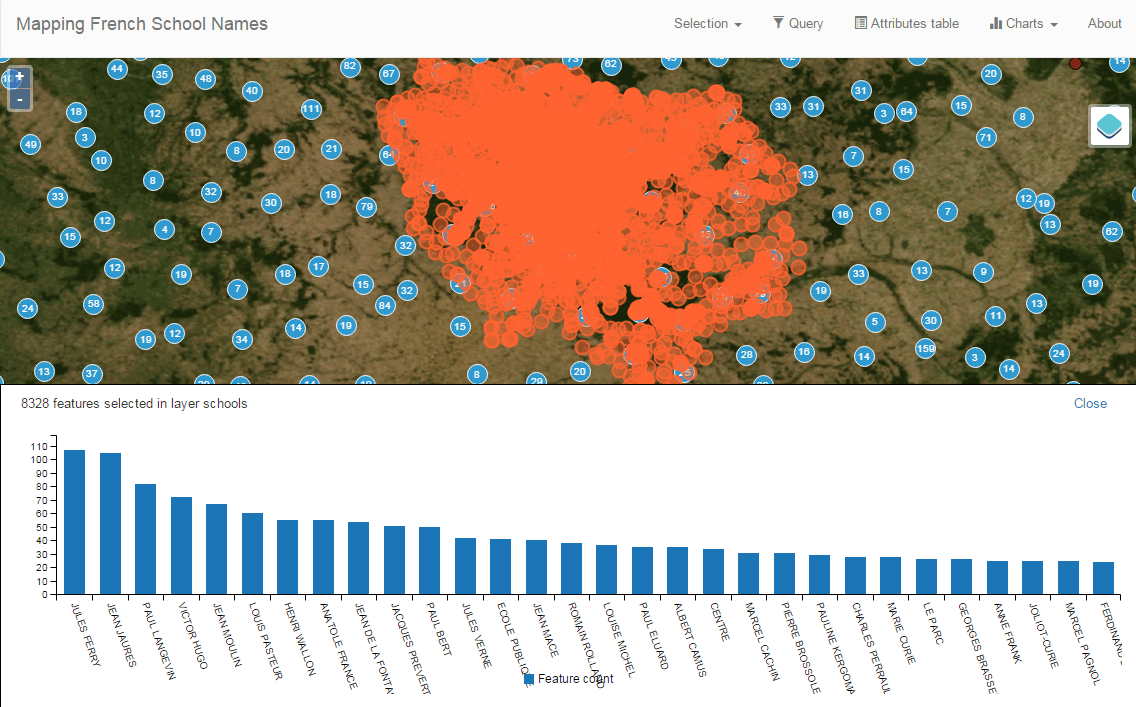 Mapping French School Names
Selection Query Attributes table Charts About
+
-
44
35
48
40
82
67
73
62
20
14
18
12
111
33
31
31
3
64
15
8
49
3
10
10
8
20
21
7
71
33
8
32
30
18
79
13
15
12
19
15
12
4
7
32
16
8
7
13
62
12
19
7
18
17
15
32
33
13
9
19
24
58
84
19
13
19
12
34
14
19
15
5
30
11
13
37
8
29
20
28
16
14
159
3
14
24
8328 features selected in layer schools
Close
110
100
90
80
70
60
50
40
30
20
10
0
JULES FERRY
JEAN JAURES
PAUL LANGEVIN
VICTOR HUGO
JEAN MOULIN
LOUIS PASTEUR
HENRI WALLON
ANATOLE FRANCE
JEAN DE LA FONTA
JACQUES PREVERT
PAUL BERT
JULES VERNE
ECOLE PUBLIQUE
JEAN MACE
ROMAIN ROLLAND
LOUISE MICHEL
PAUL ELUARD
ALBERT CAMUS
CENTRE
MARCEL CACHIN
PIERRE BROSSOLE
PAULINE KERGOMA
CHARLES PERRAUL
MARIE CURIE
LE PARC
GEORGES BRASSE
ANNE FRANK
JOLIOT-CURIE
MARCEL PAGNOL
FERDINAND
Feature count